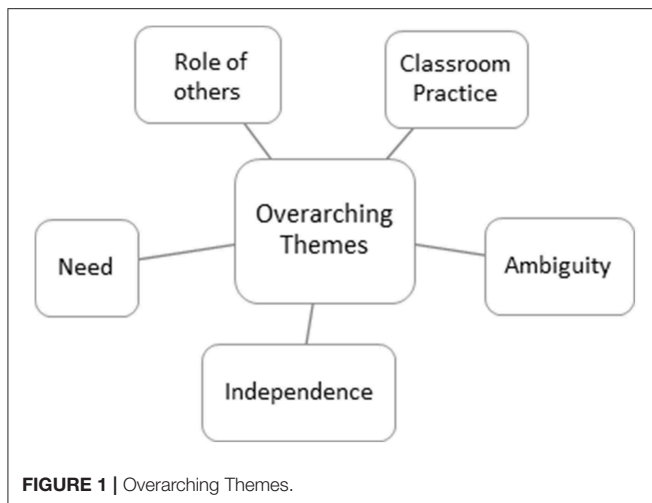 Role of
others
Classroom
Practice
Overarching
Themes
Need
Ambiguity
Independence
FIGURE 1 | Overarching Themes.